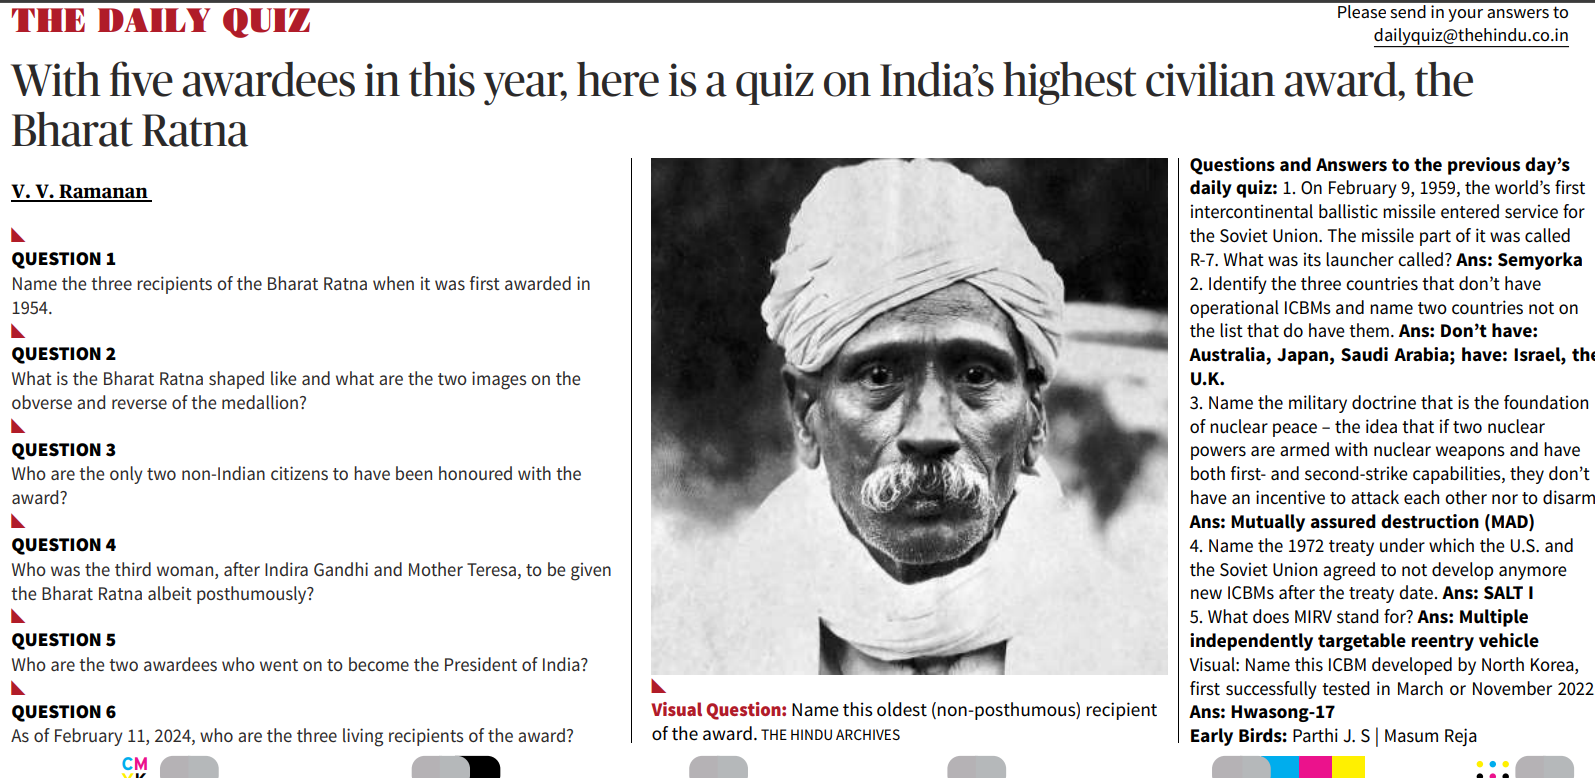 THE DAILY QUIZ
Please send in your answers to
dailyquiz@thehindu.co.in
With five awardees in this year, here is a quiz on India’s highest civilian award, the
Bharat Ratna
V. V. Ramanan
QUESTION 1
Name the three recipients of the Bharat Ratna when it was first awarded in
1954.
QUESTION 2
What is the Bharat Ratna shaped like and what are the two images on the
obverse and reverse of the medallion?
QUESTION 3
Who are the only two non-Indian citizens to have been honoured with the
award?
QUESTION 4
Who was the third woman, after Indira Gandhi and Mother Teresa, to be given
the Bharat Ratna albeit posthumously?
QUESTION 5
Who are the two awardees who went on to become the President of India?
QUESTION 6
As of February 11, 2024, who are the three living recipients of the award?
Visual Question: Name this oldest (non-posthumous) recipient
of the award. THE HINDU ARCHIVES
Questions and Answers to the previous day’s
daily quiz: 1. On February 9, 1959, the world’s first
intercontinental ballistic missile entered service for
the Soviet Union. The missile part of it was called
R-7. What was its launcher called? Ans: Semyorka
2. Identify the three countries that don’t have
operational ICBMs and name two countries not on
the list that do have them. Ans: Don’t have:
Australia, Japan, Saudi Arabia; have: Israel, the
U.K.
3. Name the military doctrine that is the foundation
of nuclear peace – the idea that if two nuclear
powers are armed with nuclear weapons and have
both first- and second-strike capabilities, they don’t
have an incentive to attack each other nor to disarm
Ans: Mutually assured destruction (MAD)
4. Name the 1972 treaty under which the U.S. and
the Soviet Union agreed to not develop anymore
new ICBMs after the treaty date. Ans: SALT I
5. What does MIRV stand for? Ans: Multiple
independently targetable reentry vehicle
Visual: Name this ICBM developed by North Korea,
first successfully tested in March or November 2022
Ans: Hwasong-17
Early Birds: Parthi J. S | Masum Reja
CM